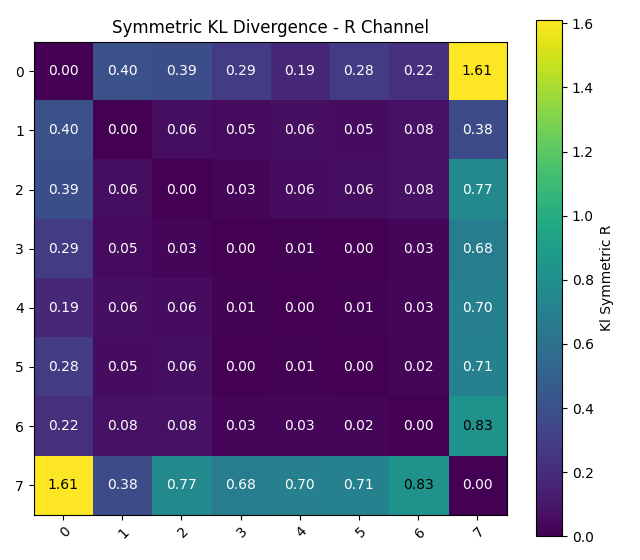 Symmetric KL Divergence - R Channel
0 0.00 0.40 0.39 0.29 0.19 0.28 0.22 1.61
1 0.40 0.00 0.06 0.05 0.06 0.05 0.08 0.38
2 0.39 0.06 0.00 0.03 0.06 0.06 0.08 0.77
3 0.29 0.05 0.03 0.00 0.01 0.00 0.03 0.68
4 0.19 0.06 0.06 0.01 0.00 0.01 0.03 0.70
5 0.28 0.05 0.06 0.00 0.01 0.00 0.02 0.71
6 0.22 0.08 0.08 0.03 0.03 0.02 0.00 0.83
7 1.61 0.38 0.77 0.68 0.70 0.71 0.83 0.00
0 1 2 3 4 5 6 7
1.6
1.4
1.2
1.0
0.8
0.6
0.4
0.2
0.0
Kl Symmetric R